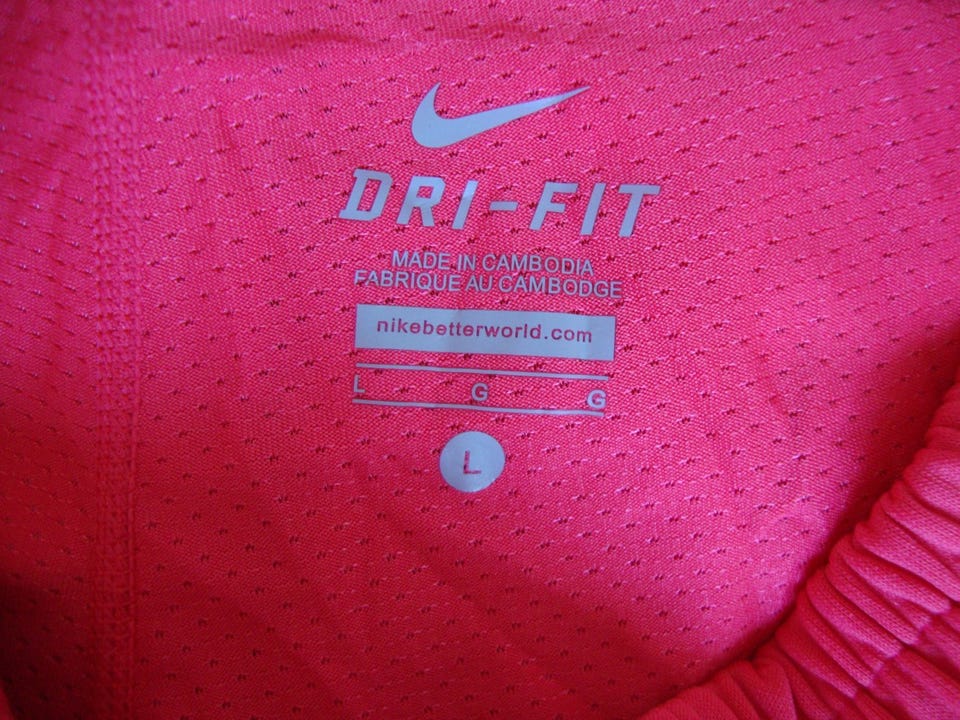 DRI-FIT
MADE IN CAMBODIA
FABRIQUE AU CAMBODGE
nikebetterworld.com
L G G
L